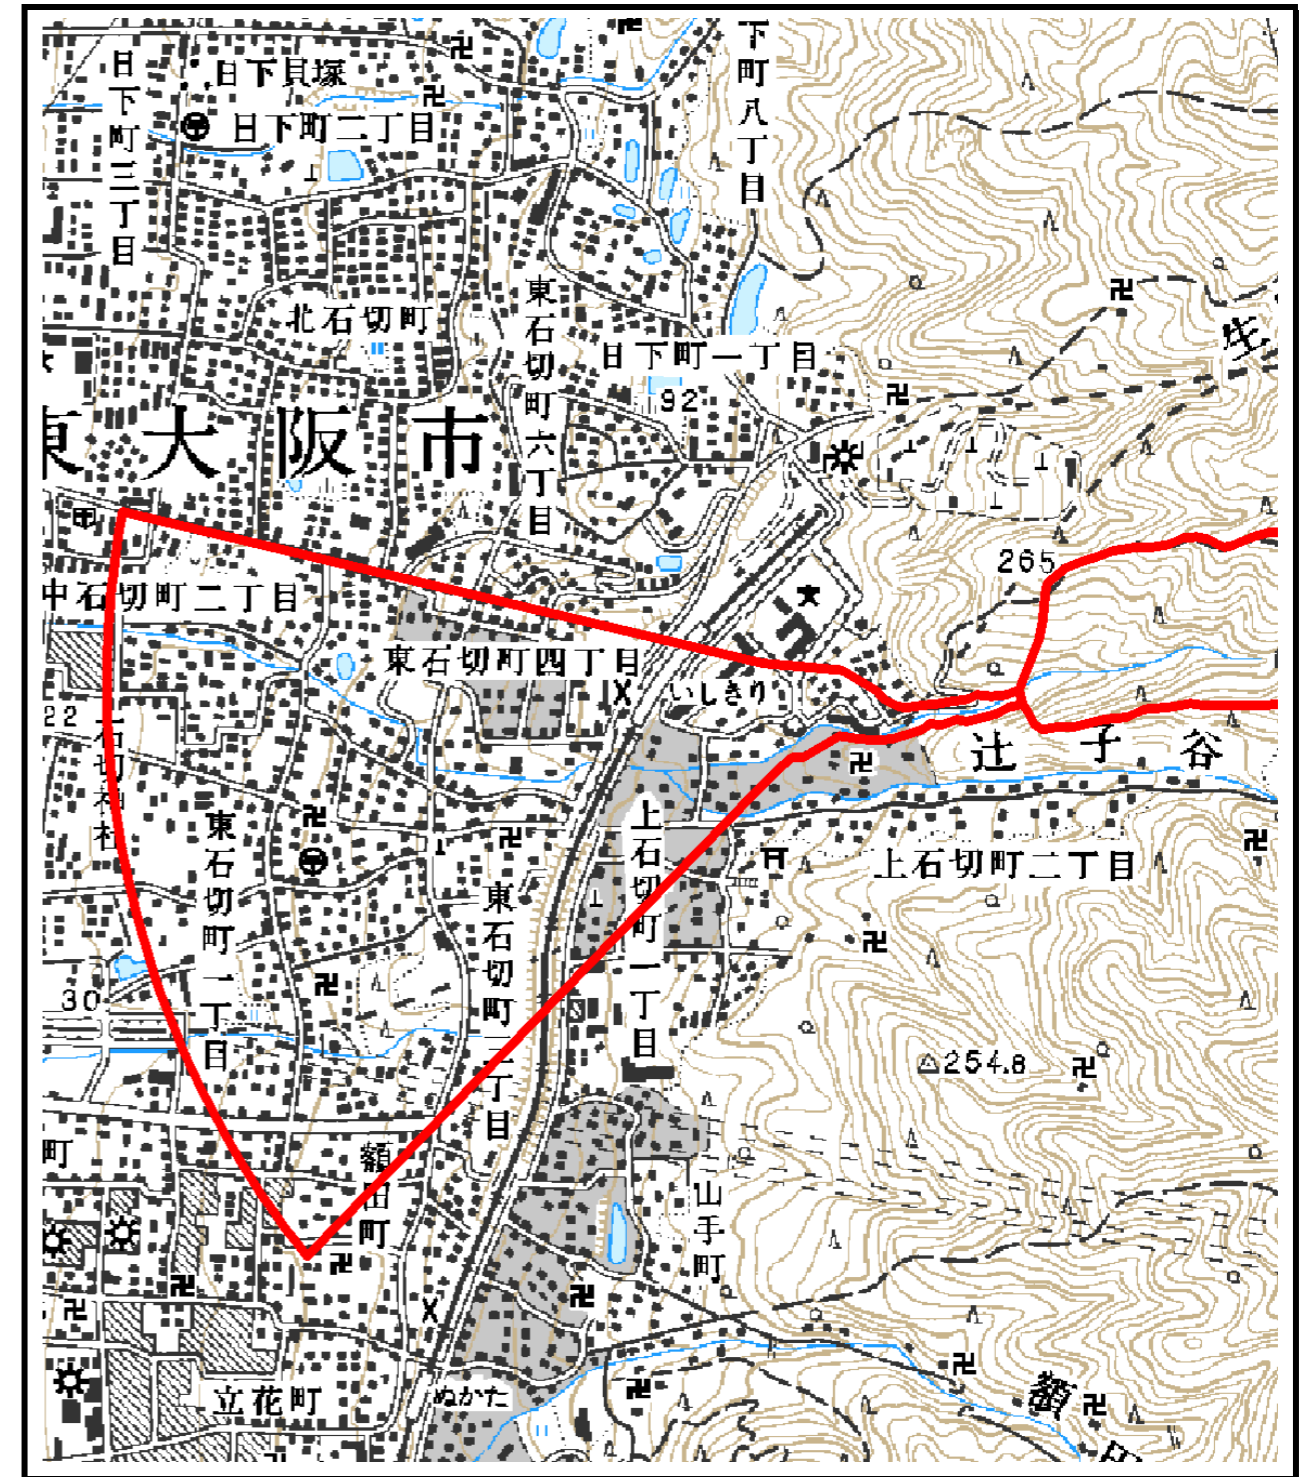 日下町三丁目
日下貝塚
日下町二丁目
下町八丁目
北石切町
東石切町六丁目
日下町一丁目
92
生
東大阪市
265
中石切町二丁目
東石切町四丁目
いしきり
22
石切神社
辻子谷
東石切町一丁目
上石切町一丁目
上石切町二丁目
東石切町三丁目
30
254.8
町
額田町
山手町
立花町
ぬかた
額田